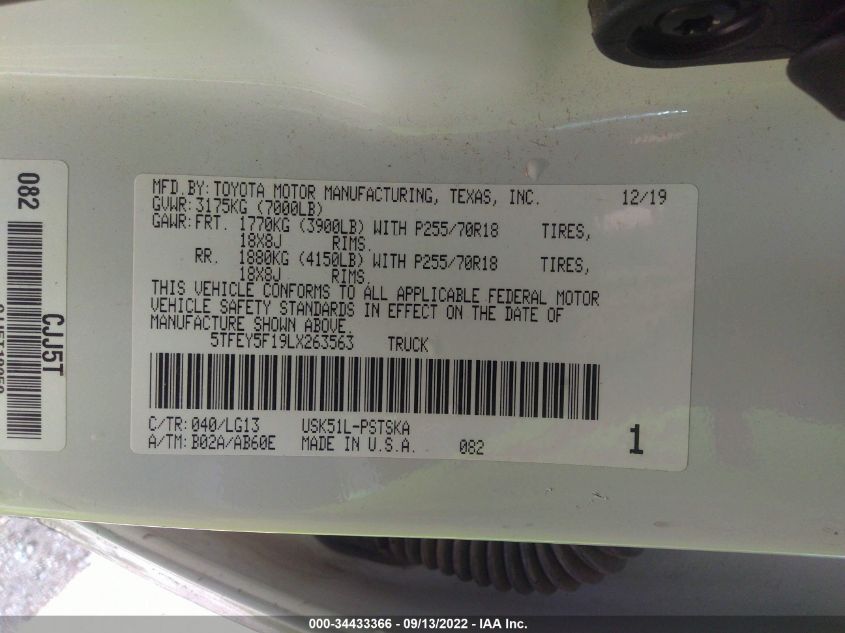 MFD.BY: TOYOTA MOTOR MANUFACTURING, TEXAS, INC. 12/19
GVWR: 3175KG (7000LB)
GAWR: FRT. 1770KG (3900LB) WITH P255/70R18 TIRES,
18X8J RIMS.
RR. 1880KG (4150LB) WITH P255/70R18 TIRES,
18X8J RIMS.
THIS VEHICLE CONFORMS TO ALL APPLICABLE FEDERAL MOTOR
VEHICLE SAFETY STANDARDS IN EFFECT ON THE DATE OF
MANUFACTURE SHOWN ABOVE.
5TFEY5F19LX263563 TRUCK
C/TR: 040/LG13 USK51L-PSTSKA
A/TM: B02A/AB60E MADE IN U.S.A. 082 1
082
CJJ5T
000-34433366 - 09/13/2022 - IAA Inc.